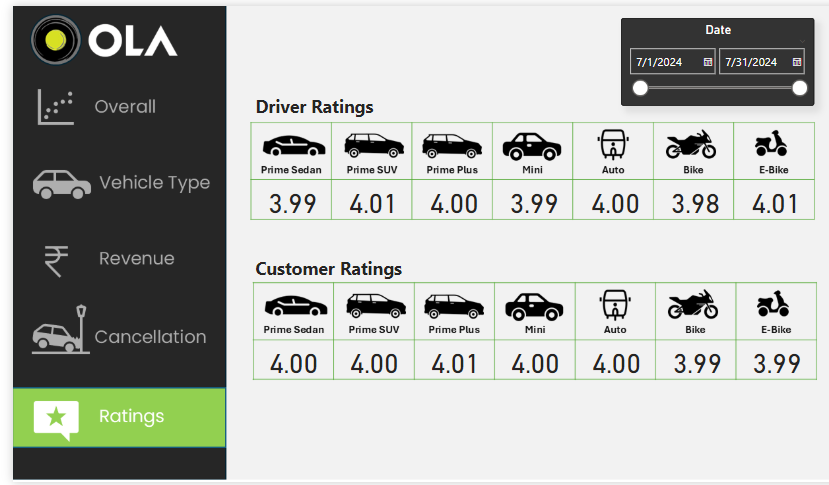 OLA
Overall
Vehicle Type
Revenue
Cancellation
Ratings
Date
7/1/2024 7/31/2024
Driver Ratings
Prime Sedan Prime SUV Prime Plus Mini Auto Bike E-Bike
3.99 4.01 4.00 3.99 4.00 3.98 4.01
Customer Ratings
Prime Sedan Prime SUV Prime Plus Mini Auto Bike E-Bike
4.00 4.00 4.01 4.00 4.00 3.99 3.99